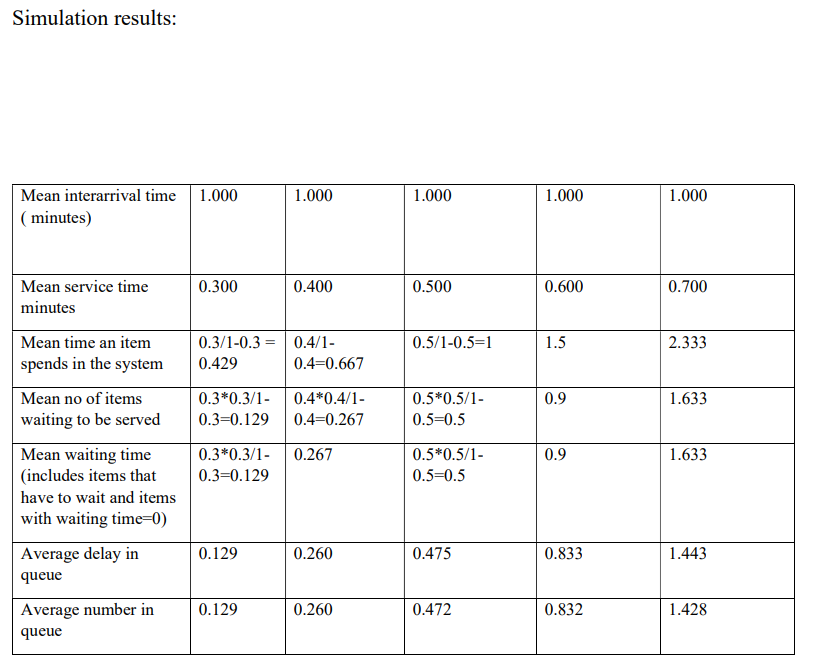 Simulation results:
Mean interarrival time
( minutes)
1.000
1.000
1.000
1.000
1.000
Mean service time
minutes
0.300
0.400
0.500
0.600
0.700
Mean time an item
spends in the system
0.3/1-0.3 =
0.429
0.4/1-
0.4=0.667
0.5/1-0.5=1
1.5
2.333
Mean no of items
waiting to be served
0.3*0.3/1-
0.3=0.129
0.4*0.4/1-
0.4=0.267
0.5*0.5/1-
0.5=0.5
0.9
1.633
Mean waiting time
(includes items that
have to wait and items
with waiting time=0)
0.3*0.3/1-
0.3=0.129
0.267
0.5*0.5/1-
0.5=0.5
0.9
1.633
Average delay in
queue
0.129
0.260
0.475
0.833
1.443
Average number in
queue
0.129
0.260
0.472
0.832
1.428